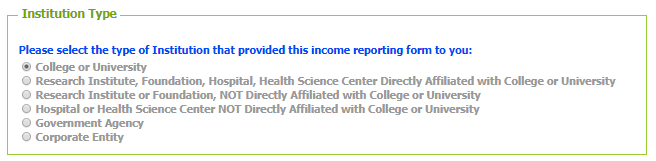 Institution Type
Please select the type of Institution that provided this income reporting form to you:
College or University
Research Institute, Foundation, Hospital, Health Science Center Directly Affiliated with College or University
Research Institute or Foundation, NOT Directly Affiliated with College or University
Hospital or Health Science Center NOT Directly Affiliated with College or University
Government Agency
Corporate Entity